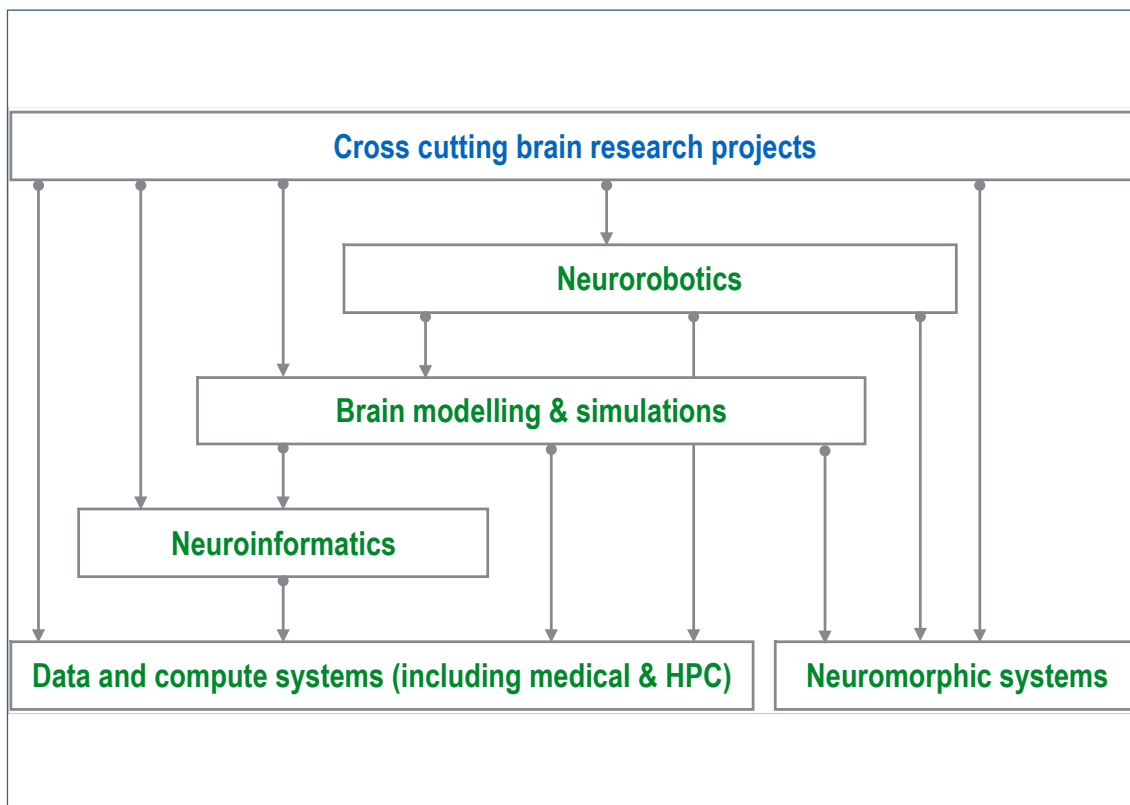 Cross cutting brain research projects
Neurorobotics
Brain modelling & simulations
Neuroinformatics
Data and compute systems (including medical & HPC)
Neuromorphic systems